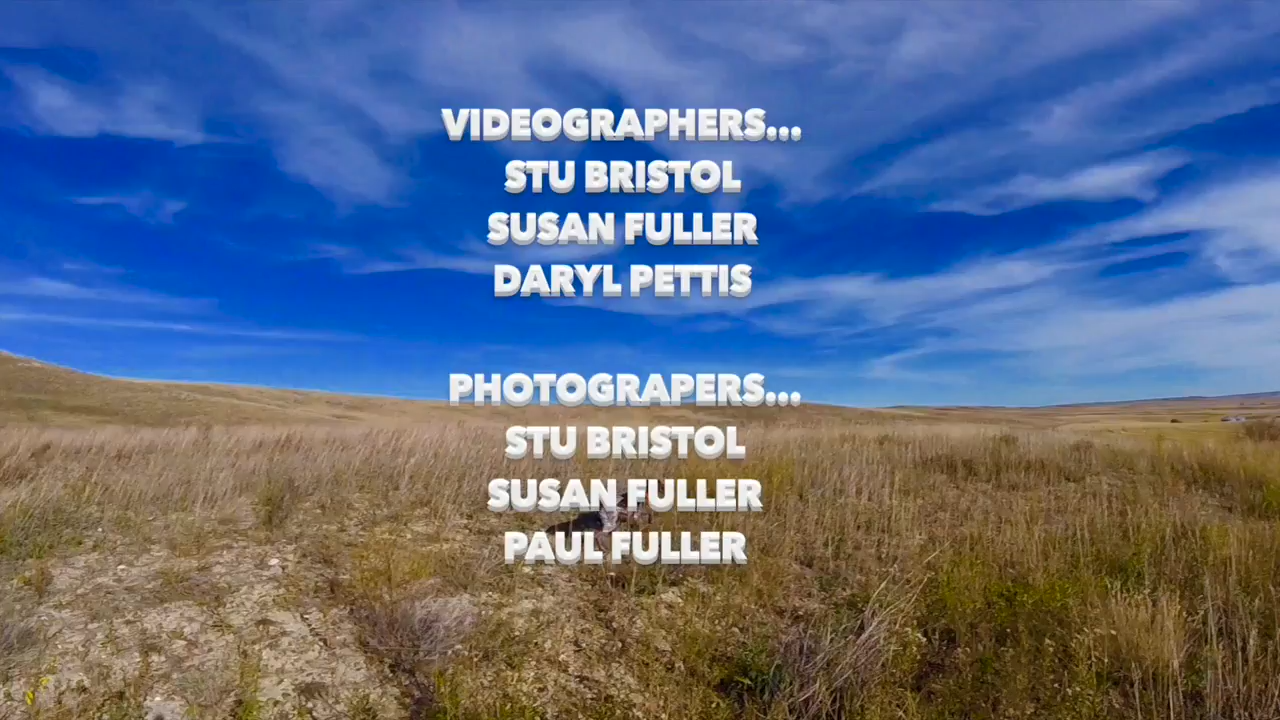 VIDEOGRAPHERS...
STU BRISTOL
SUSAN FULLER
DARYL PETTIS
PHOTOGRAPERS...
STU BRISTOL
SUSAN FULLER
PAUL FULLER